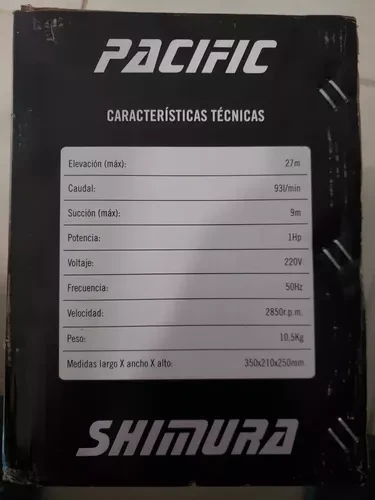 PACIFIC
CARACTERÍSTICAS TÉCNICAS
Elevación (máx): 27m
Caudal: 93l/min
Succión (máx): 9m
Potencia: 1Hp
Voltaje: 220V
Frecuencia: 50Hz
Velocidad: 2850r.p.m.
Peso: 10.5Kg
Medidas largo X ancho X alto: 350x210x250mm
SHIMURA